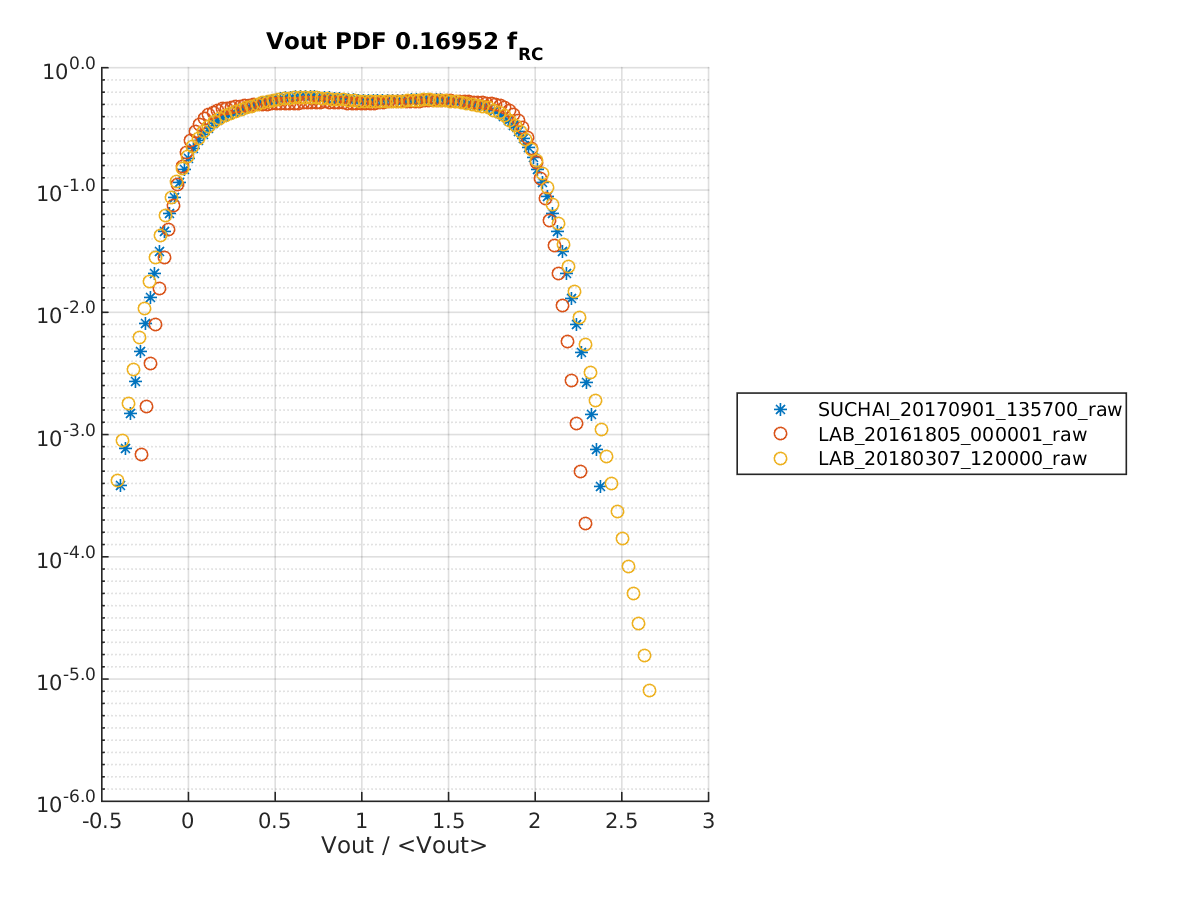 Vout PDF 0.16952 f_RC
10^0.0
10^-1.0
10^-2.0
10^-3.0
10^-4.0
10^-5.0
10^-6.0
-0.5 0 0.5 1 1.5 2 2.5 3
Vout / <Vout>
SUCHAI_20170901_135700_raw
LAB_20161805_000001_raw
LAB_20180307_120000_raw